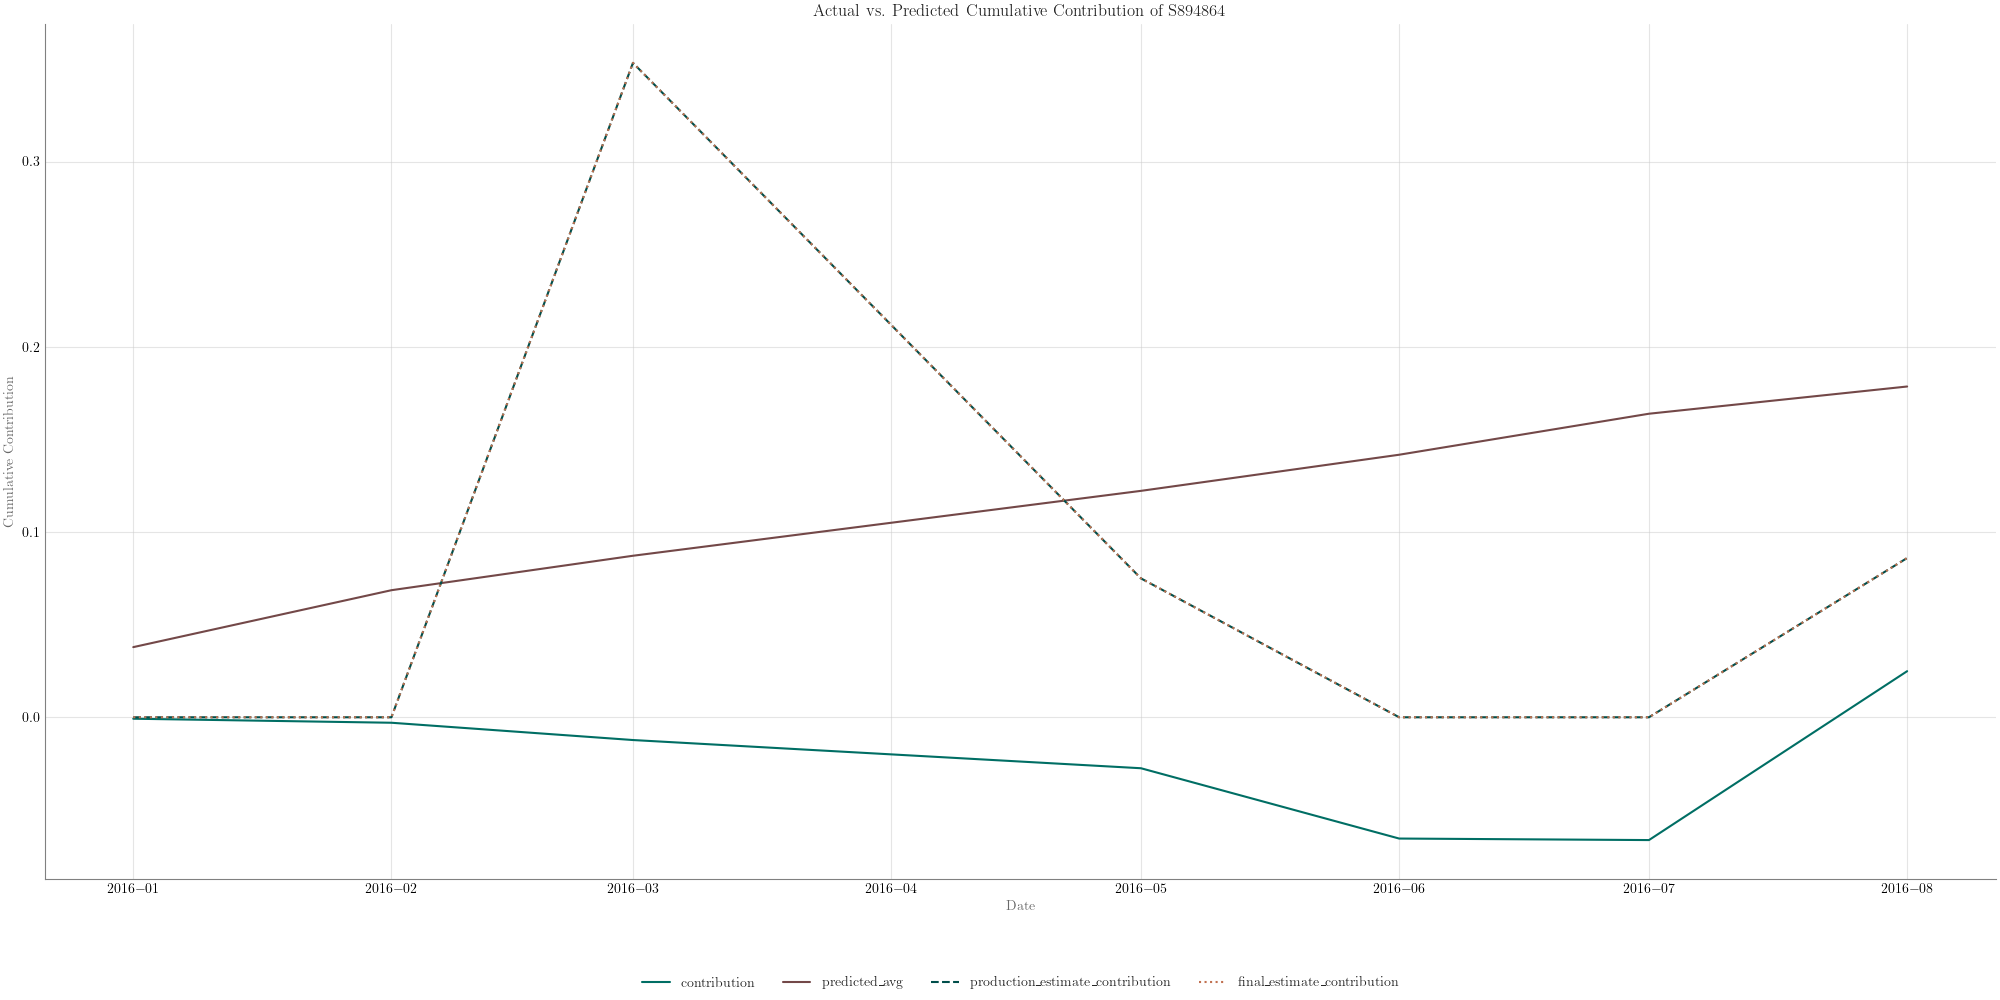 Actual vs. Predicted Cumulative Contribution of S894864
Cumulative Contribution
0.3
0.2
0.1
0.0
2016−01 2016−02 2016−03 2016−04 2016−05 2016−06 2016−07 2016−08
Date
contribution predicted_avg production_estimate_contribution final_estimate_contribution